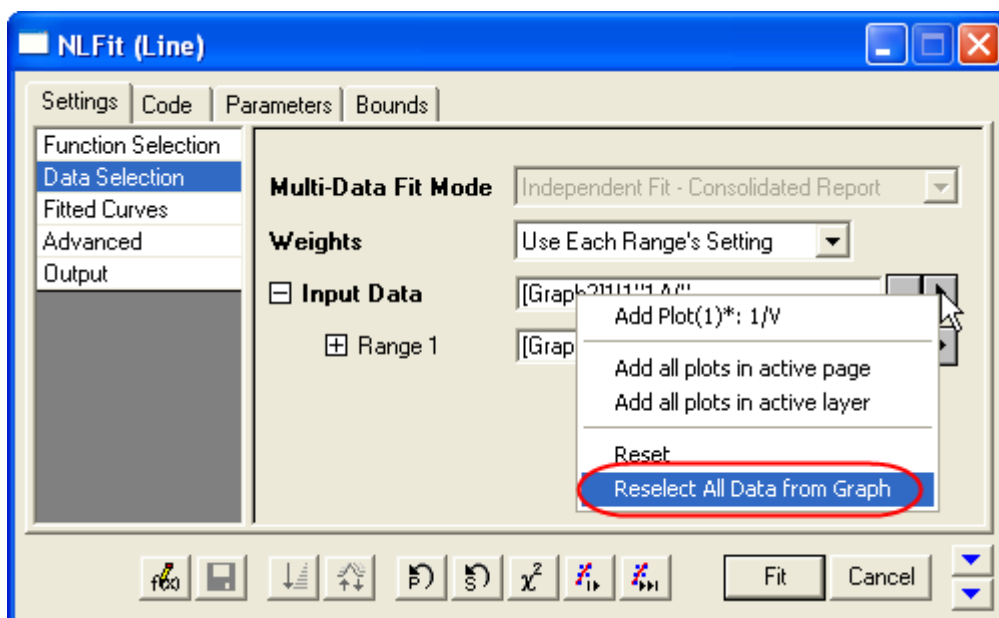 NLFit (Line)
Settings Code Parameters Bounds
Function Selection
Data Selection
Fitted Curves
Advanced
Output
Multi-Data Fit Mode Independent Fit - Consolidated Report
Weights Use Each Range's Setting
Input Data
Range 1 [Grap
Add Plot(1)*: 1/V
Add all plots in active page
Add all plots in active layer
Reset
Reselect All Data from Graph
f(x) P S χ²
Fit Cancel